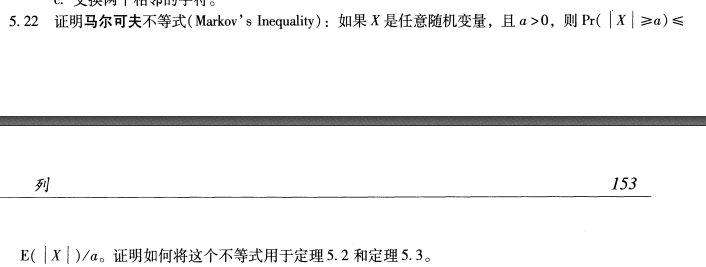 c. 交换两个相邻的字符。
5.22 证明马尔可夫不等式(Markov's Inequality)：如果 X 是任意随机变量，且 a>0，则 Pr( |X| ≥a) ≤
列 153
E( |X| )/a。证明如何将这个不等式用于定理5.2 和定理5.3。